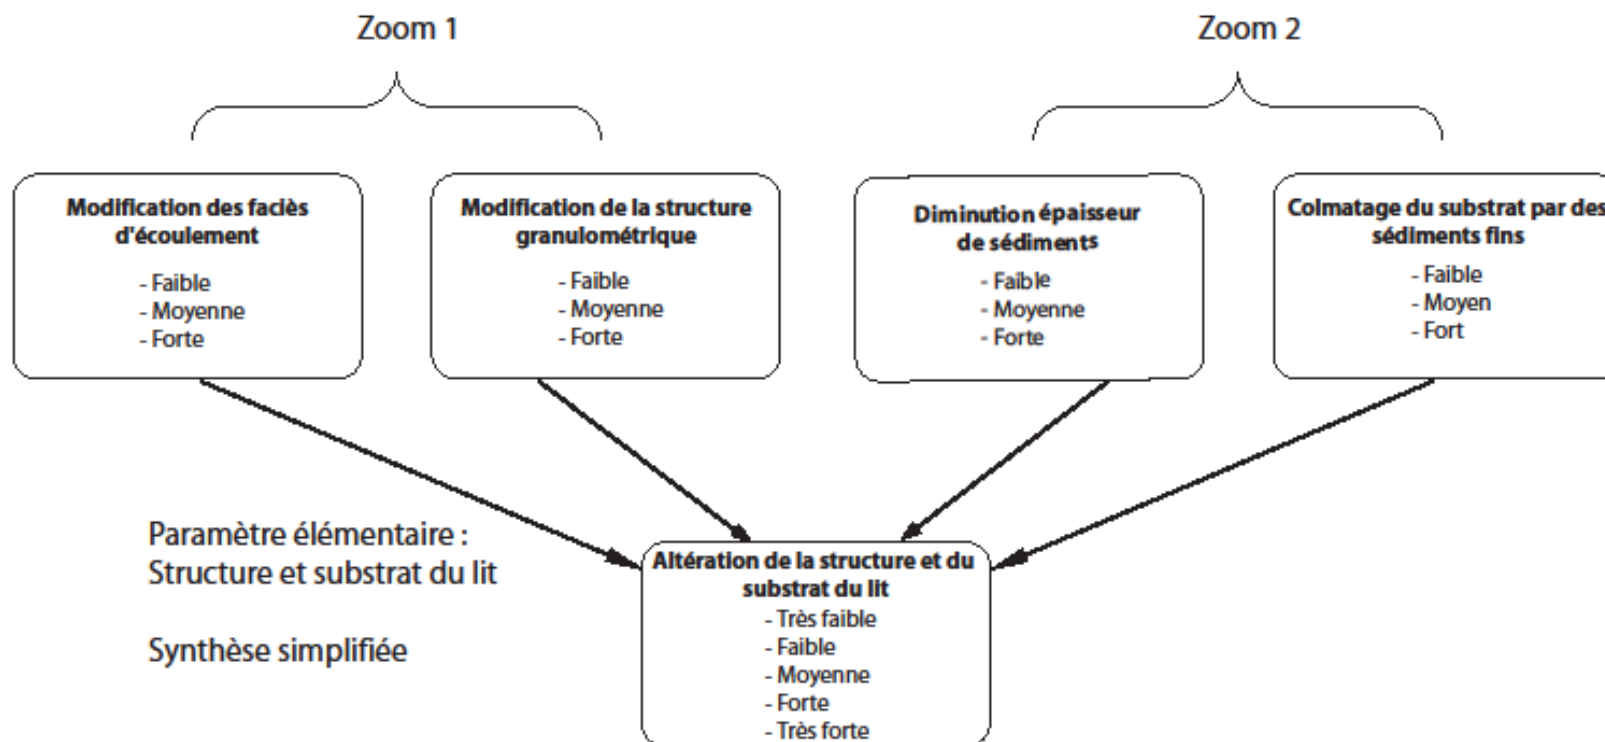 Zoom 1
Zoom 2
Modification des faciès
d'écoulement
- Faible
- Moyenne
- Forte
Modification de la structure
granulométrique
- Faible
- Moyenne
- Forte
Diminution épaisseur
de sédiments
- Faible
- Moyenne
- Forte
Colmatage du substrat par des
sédiments fins
- Faible
- Moyen
- Fort
Paramètre élémentaire :
Structure et substrat du lit
Synthèse simplifiée
Altération de la structure et du
substrat du lit
- Très faible
- Faible
- Moyenne
- Forte
- Très forte